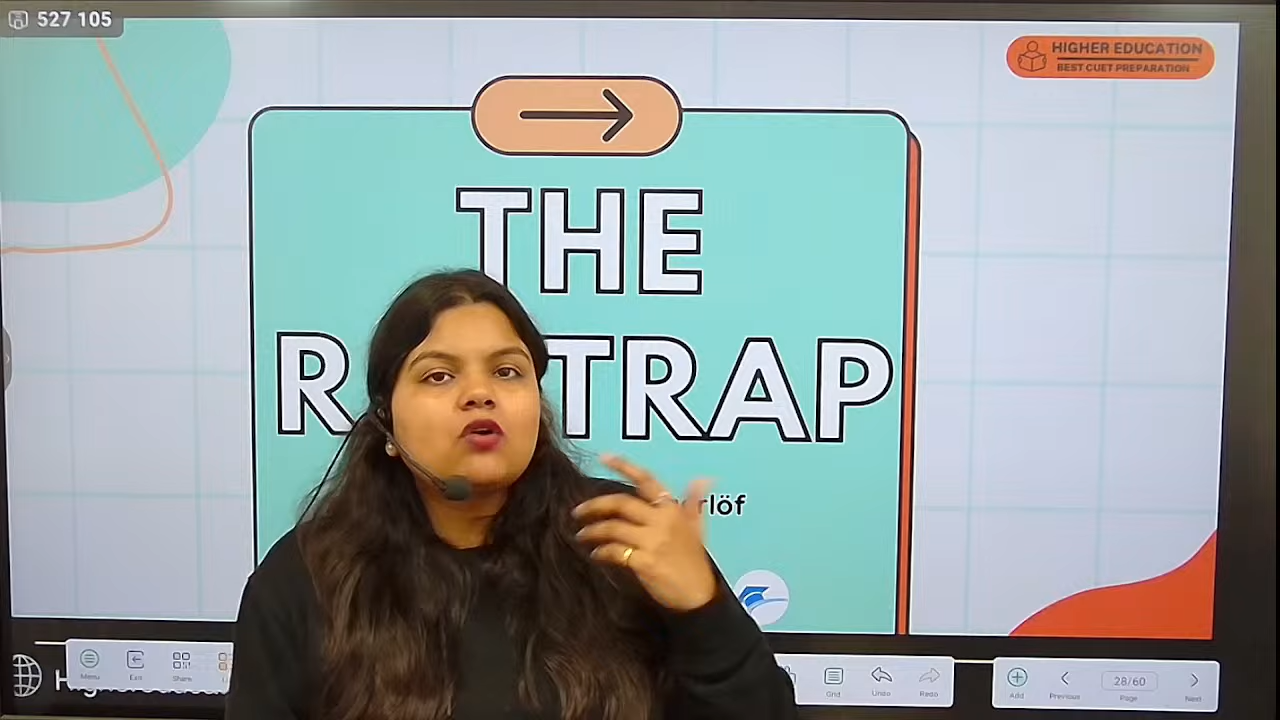 527 105
HIGHER EDUCATION
BEST CUET PREPARATION
THE
R TRAP
rlöf
Menu
Exit
Share
Grid
Undo
Redo
Add
Previous
28/60
Page
Next